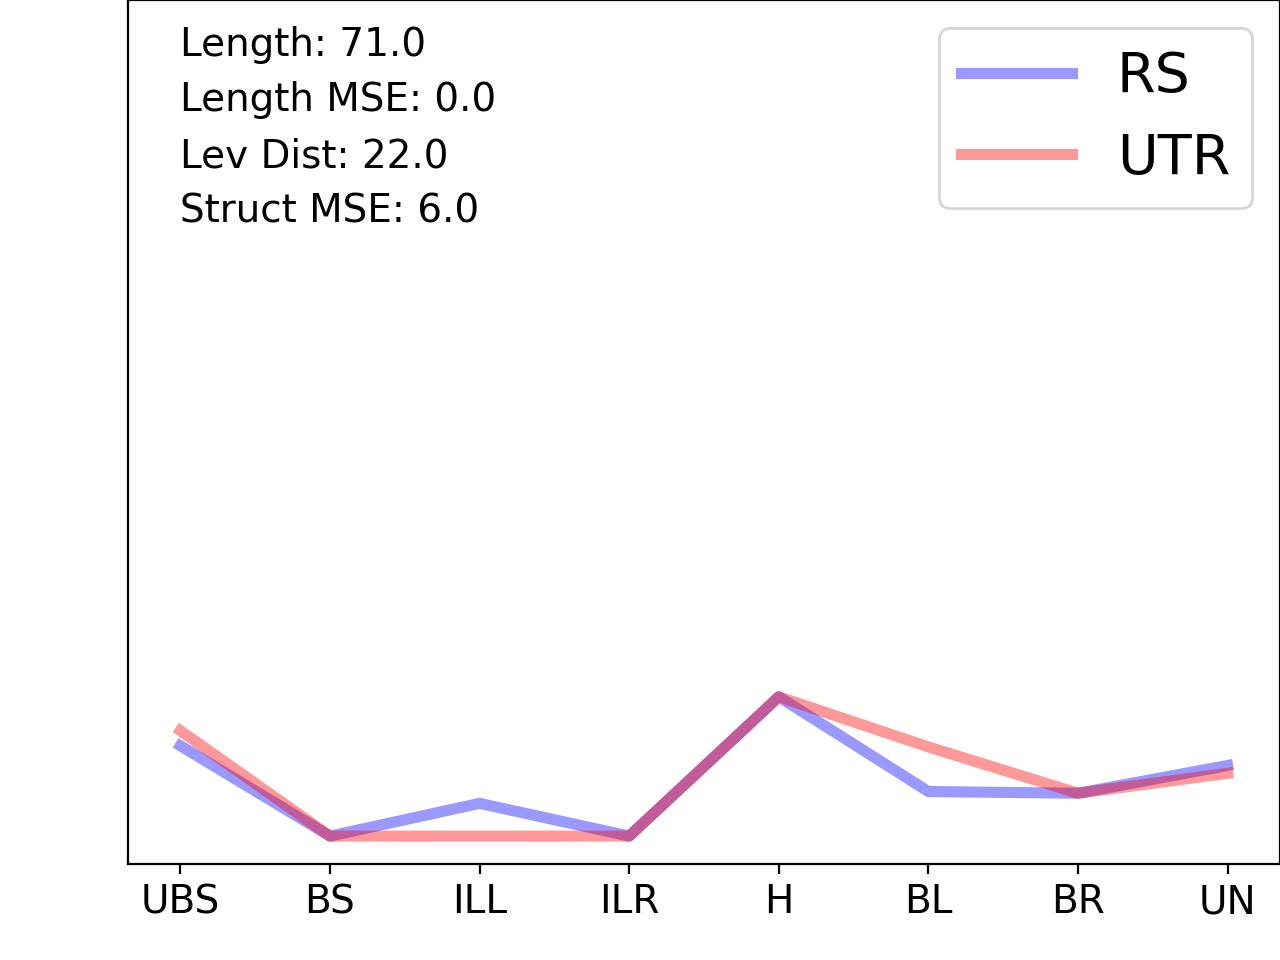 Length: 71.0
Length MSE: 0.0
Lev Dist: 22.0
Struct MSE: 6.0
RS
UTR
UBS BS ILL ILR H BL BR UN